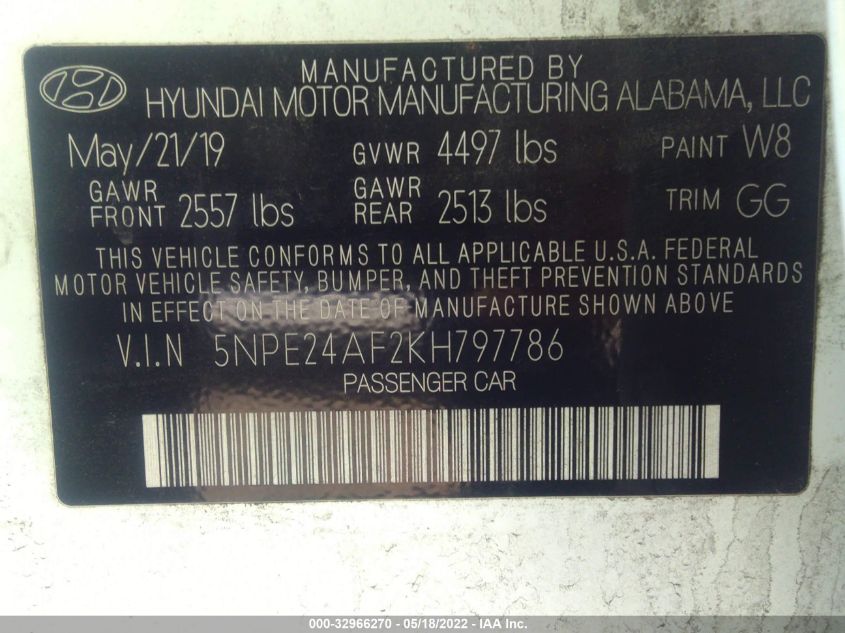 MANUFACTURED BY
HYUNDAI MOTOR MANUFACTURING ALABAMA, LLC
May/21/19 GVWR 4497 lbs PAINT W8
GAWR FRONT 2557 lbs GAWR REAR 2513 lbs TRIM GG
THIS VEHICLE CONFORMS TO ALL APPLICABLE U.S.A. FEDERAL
MOTOR VEHICLE SAFETY, BUMPER, AND THEFT PREVENTION STANDARDS
IN EFFECT ON THE DATE OF MANUFACTURE SHOWN ABOVE
V.I.N 5NPE24AF2KH797786
PASSENGER CAR
000-32966270 - 05/18/2022 - IAA Inc.